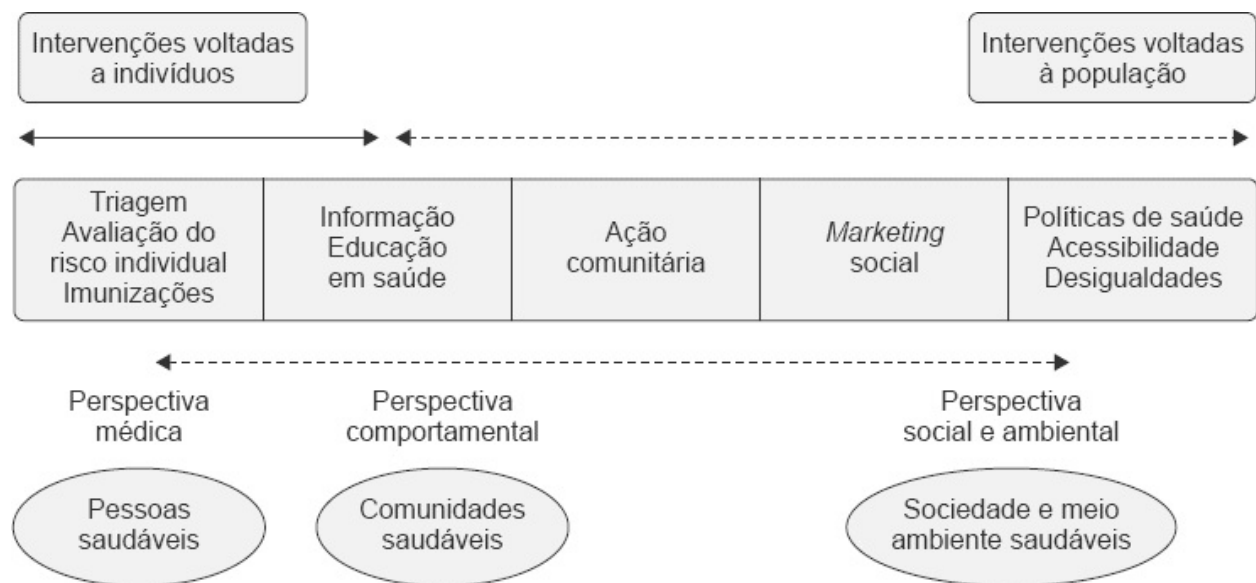 Intervenções voltadas
a indivíduos
Intervenções voltadas
à população
Triagem
Avaliação do
risco individual
Imunizações
Informação
Educação
em saúde
Ação
comunitária
Marketing
social
Políticas de saúde
Acessibilidade
Desigualdades
Perspectiva
médica
Perspectiva
comportamental
Perspectiva
social e ambiental
Pessoas
saudáveis
Comunidades
saudáveis
Sociedade e meio
ambiente saudáveis